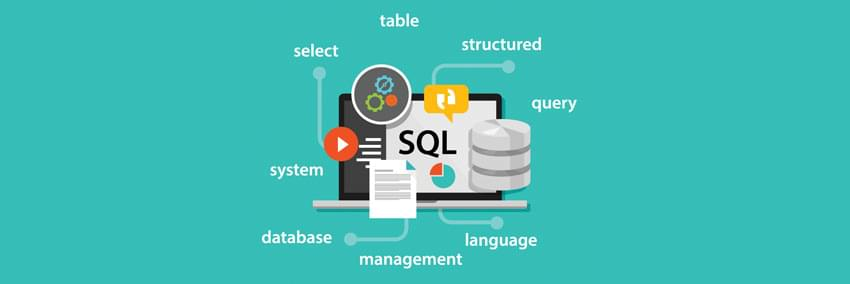 table
select
structured
query
SQL
system
database
language
management